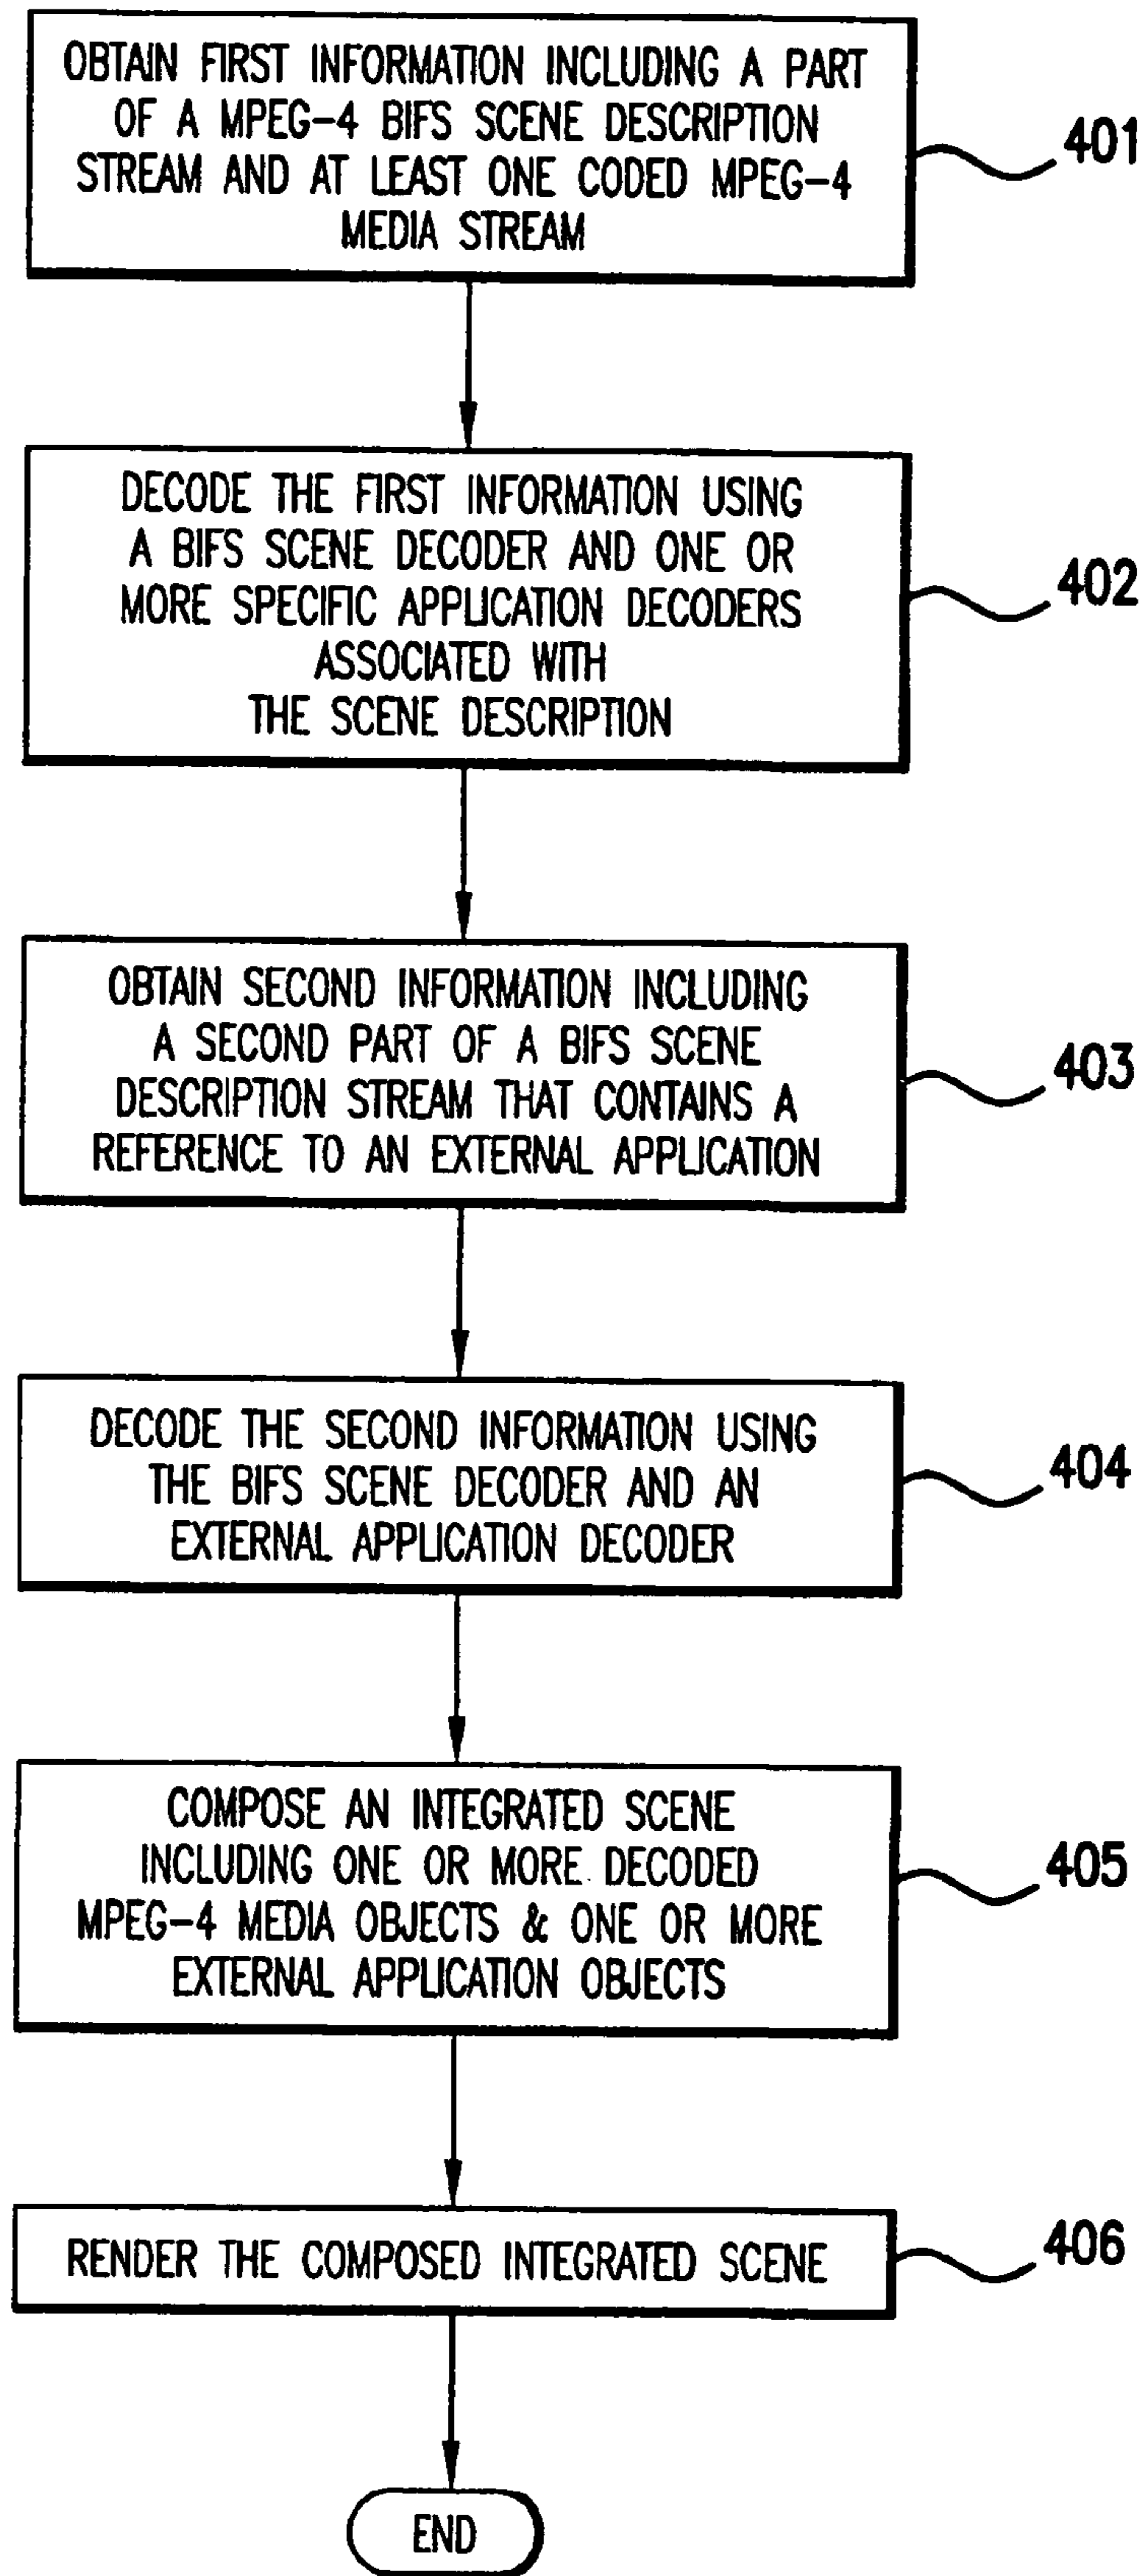 OBTAIN FIRST INFORMATION INCLUDING A PART
OF A MPEG-4 BIFS SCENE DESCRIPTION
STREAM AND AT LEAST ONE CODED MPEG-4
MEDIA STREAM
401
DECODE THE FIRST INFORMATION USING
A BIFS SCENE DECODER AND ONE OR
MORE SPECIFIC APPLICATION DECODERS
ASSOCIATED WITH
THE SCENE DESCRIPTION
402
OBTAIN SECOND INFORMATION INCLUDING
A SECOND PART OF A BIFS SCENE
DESCRIPTION STREAM THAT CONTAINS A
REFERENCE TO AN EXTERNAL APPLICATION
403
DECODE THE SECOND INFORMATION USING
THE BIFS SCENE DECODER AND AN
EXTERNAL APPLICATION DECODER
404
COMPOSE AN INTEGRATED SCENE
INCLUDING ONE OR MORE DECODED
MPEG-4 MEDIA OBJECTS & ONE OR MORE
EXTERNAL APPLICATION OBJECTS
405
RENDER THE COMPOSED INTEGRATED SCENE
406
END